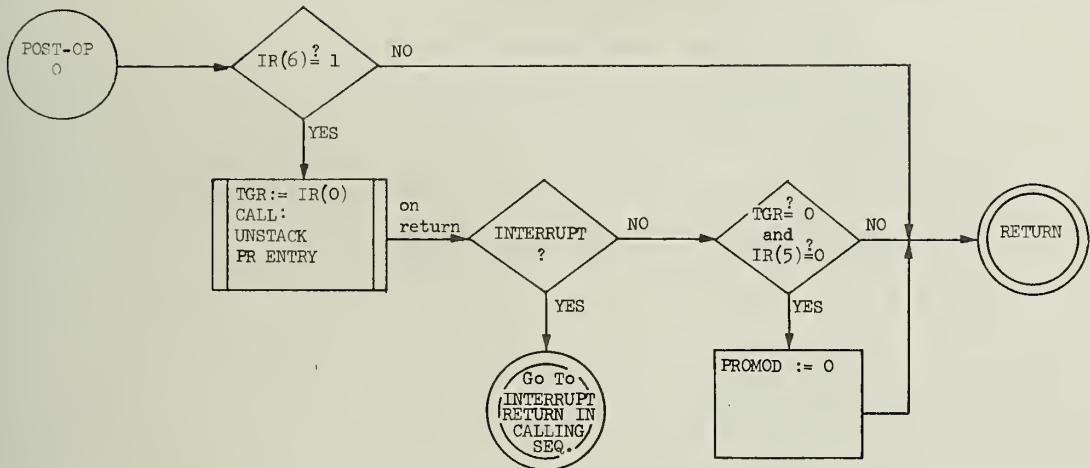 POST-OP
0
IR(6) ≟ 1
NO
YES
TGR:= IR(0)
CALL:
UNSTACK
PR ENTRY
on
return
INTERRUPT
?
NO
YES
Go To
INTERRUPT
RETURN IN
CALLING
SEQ.
TGR ≟ 0
and
IR(5) ≟ 0
NO
YES
PROMOD := 0
RETURN